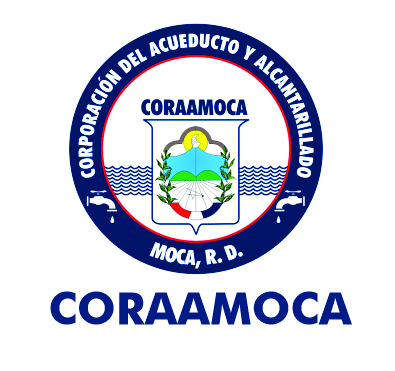 CORPORACIÓN DEL ACUEDUCTO Y ALCANTARILLADO
CORAAMOCA
MOCA, R. D.
CORAAMOCA